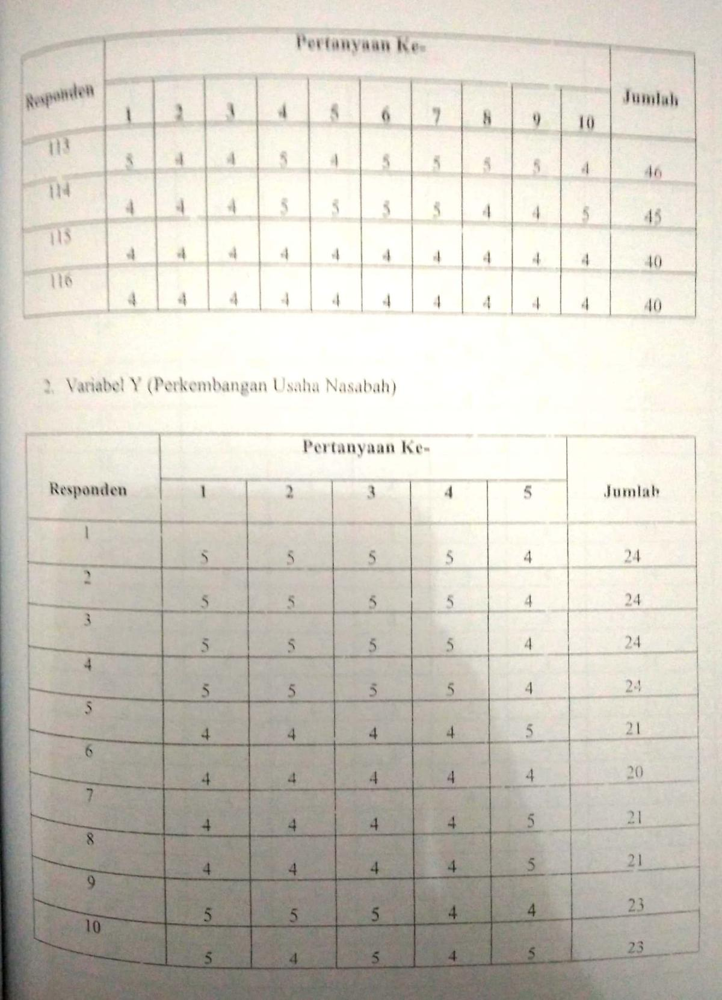 Pertanyaan Ke-
Responden Jumlah
1 2 3 4 5 6 7 8 9 10
113 5 4 4 5 4 5 5 5 5 4 46
114 4 4 4 5 5 5 5 4 4 5 45
115 4 4 4 4 4 4 4 4 4 4 40
116 4 4 4 4 4 4 4 4 4 4 40
2. Variabel Y (Perkembangan Usaha Nasabah)
Pertanyaan Ke-
Responden 1 2 3 4 5 Jumlah
1 5 5 5 5 4 24
2 5 5 5 5 4 24
3 5 5 5 5 4 24
4 5 5 5 5 4 24
5 4 4 4 4 5 21
6 4 4 4 4 4 20
7 4 4 4 4 5 21
8 4 4 4 4 5 21
9 5 5 5 4 4 23
10 5 4 5 4 5 23